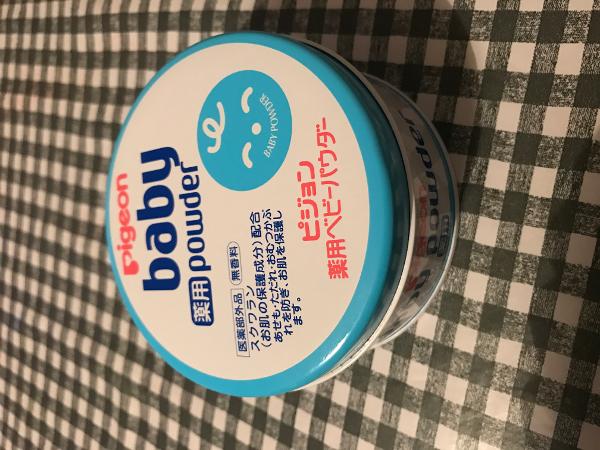 pigeon
baby
薬用 powder
BABY POWDER
ピジョン
薬用ベビーパウダー
医薬部外品 無香料
スクワラン
(お肌の保護成分)配合
あせも・ただれ・おむつかぶ
れを防ぎ、お肌を保護し
ます。
powder